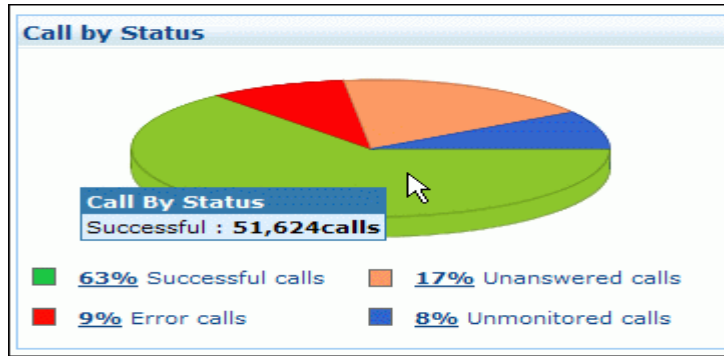 Call by Status
Call By Status
Successful : 51,624calls
63% Successful calls
17% Unanswered calls
9% Error calls
8% Unmonitored calls